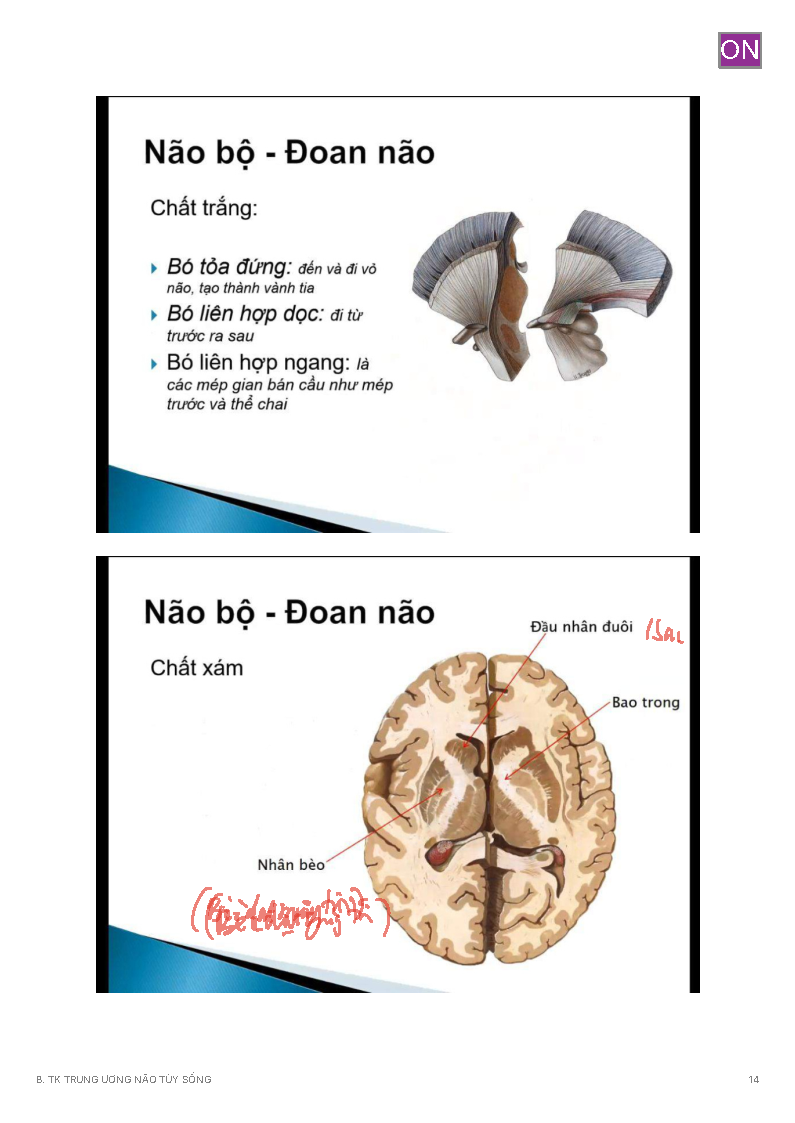 ON
Não bộ - Đoan não
Chất trắng:
Bó tỏa đứng: đến và đi vỏ
não, tạo thành vành tia
Bó liên hợp dọc: đi từ
trước ra sau
Bó liên hợp ngang: là
các mép gian bán cầu như mép
trước và thể chai
Não bộ - Đoan não
Đầu nhân đuôi
Chất xám
Bao trong
Nhân bèo
B. TK TRUNG ƯƠNG NÃO TỦY SỐNG
14